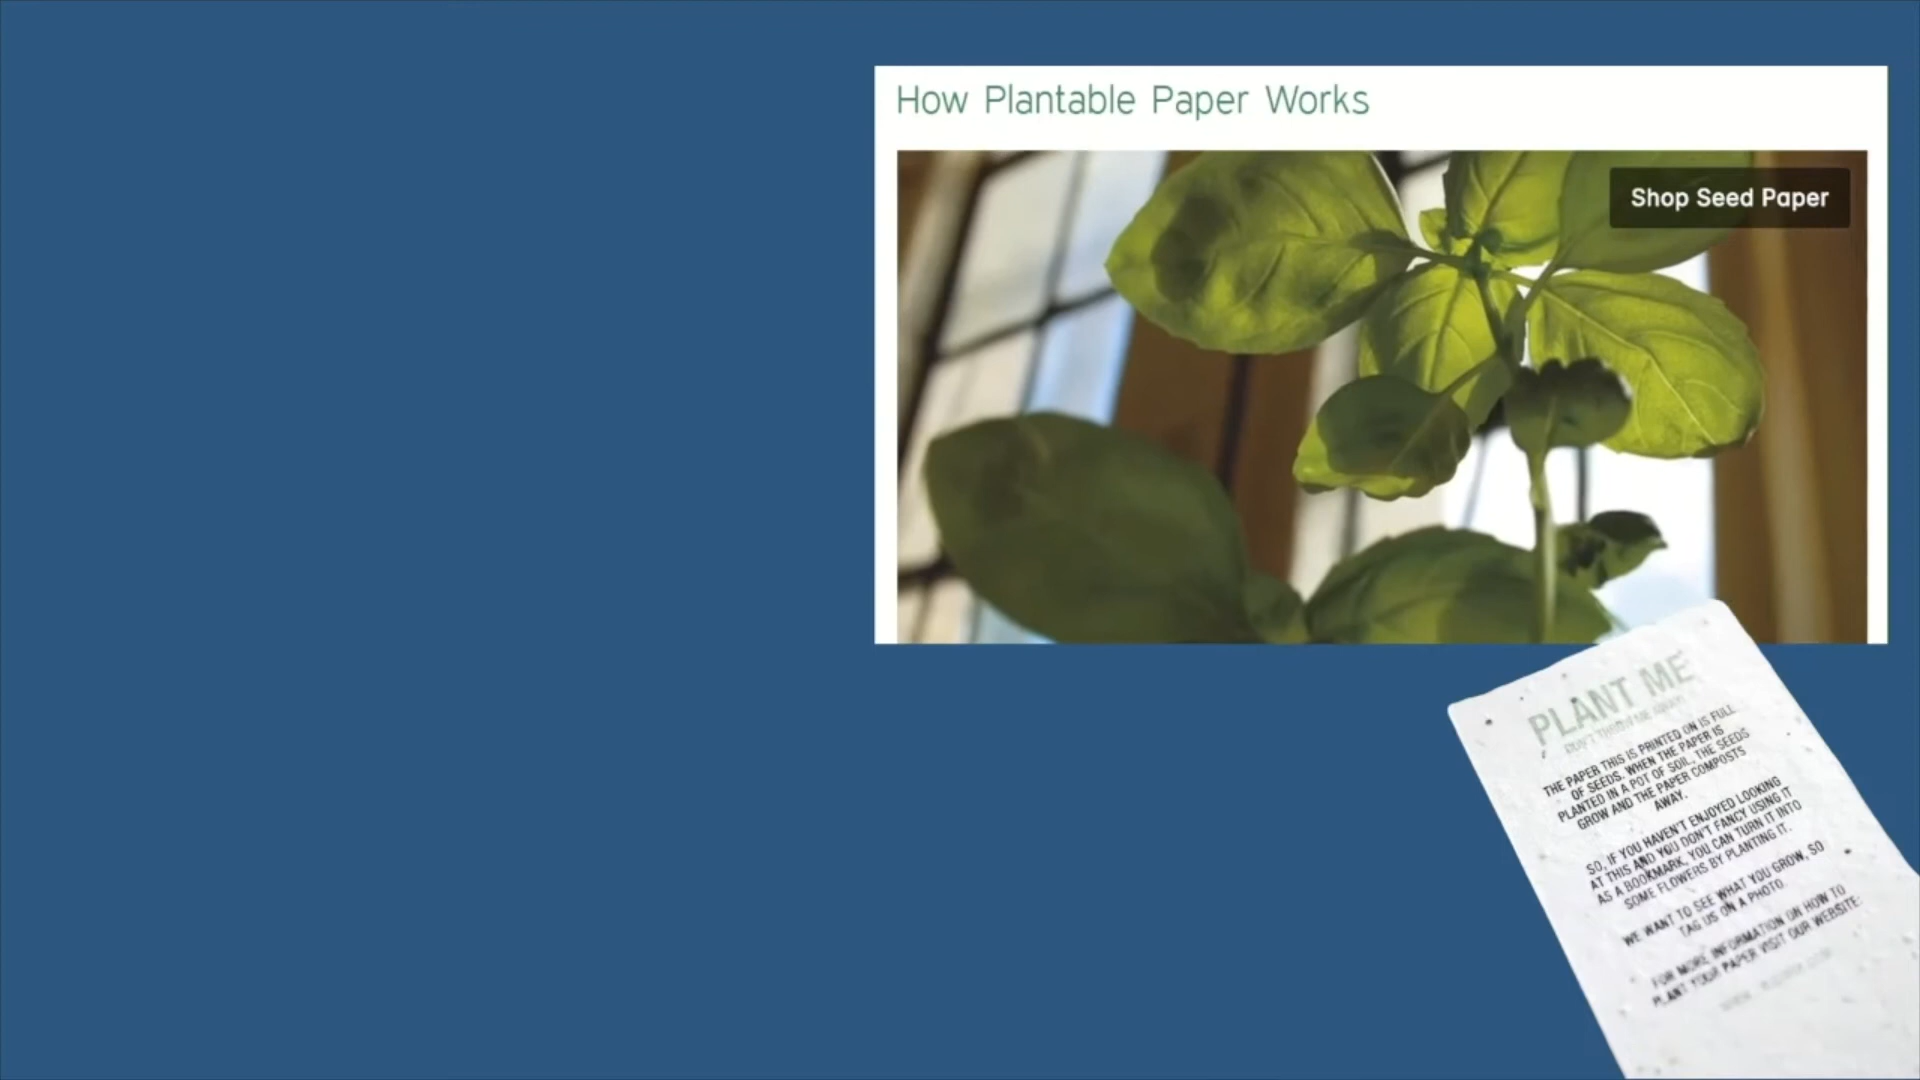 How Plantable Paper Works
Shop Seed Paper
PLANT ME
DON'T THROW ME AWAY!
THE PAPER THIS IS PRINTED ON IS FULL
OF SEEDS. WHEN THE PAPER IS
PLANTED IN A POT OF SOIL, THE SEEDS
GROW AND THE PAPER COMPOSTS
AWAY.
SO, IF YOU HAVEN'T ENJOYED LOOKING
AT THIS AND YOU DON'T FANCY USING IT
AS A BOOKMARK, YOU CAN TURN IT INTO
SOME FLOWERS BY PLANTING IT.
WE WANT TO SEE WHAT YOU GROW, SO
TAG US ON A PHOTO.
FOR MORE INFORMATION ON HOW TO
PLANT YOUR PAPER VISIT OUR WEBSITE: